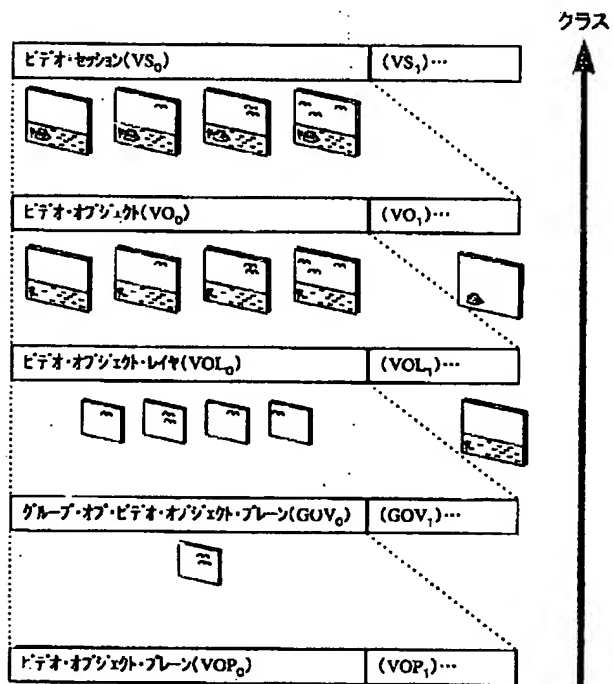 クラス
ビデオ・セッション(VS₀) (VS₁)…
ビデオ・オブジェクト(VO₀) (VO₁)…
ビデオ・オブジェクト・レイヤ(VOL₀) (VOL₁)…
グループ・オブ・ビデオ・オブジェクト・プレーン(GOV₀) (GOV₁)…
ビデオ・オブジェクト・プレーン(VOP₀) (VOP₁)…